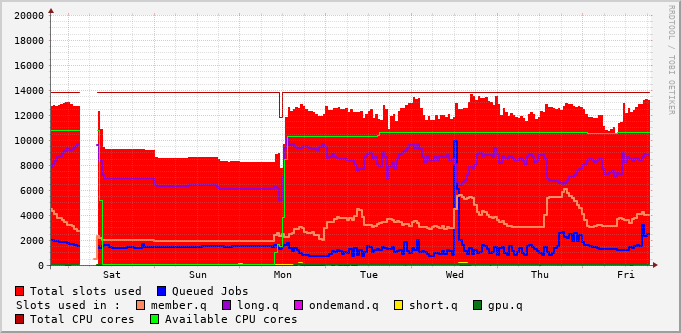 RRDTOOL / TOBI OETIKER
20000
18000
16000
14000
12000
10000
8000
6000
4000
2000
0
Sat Sun Mon Tue Wed Thu Fri
Total slots used Queued Jobs
Slots used in : member.q long.q ondemand.q short.q gpu.q
Total CPU cores Available CPU cores